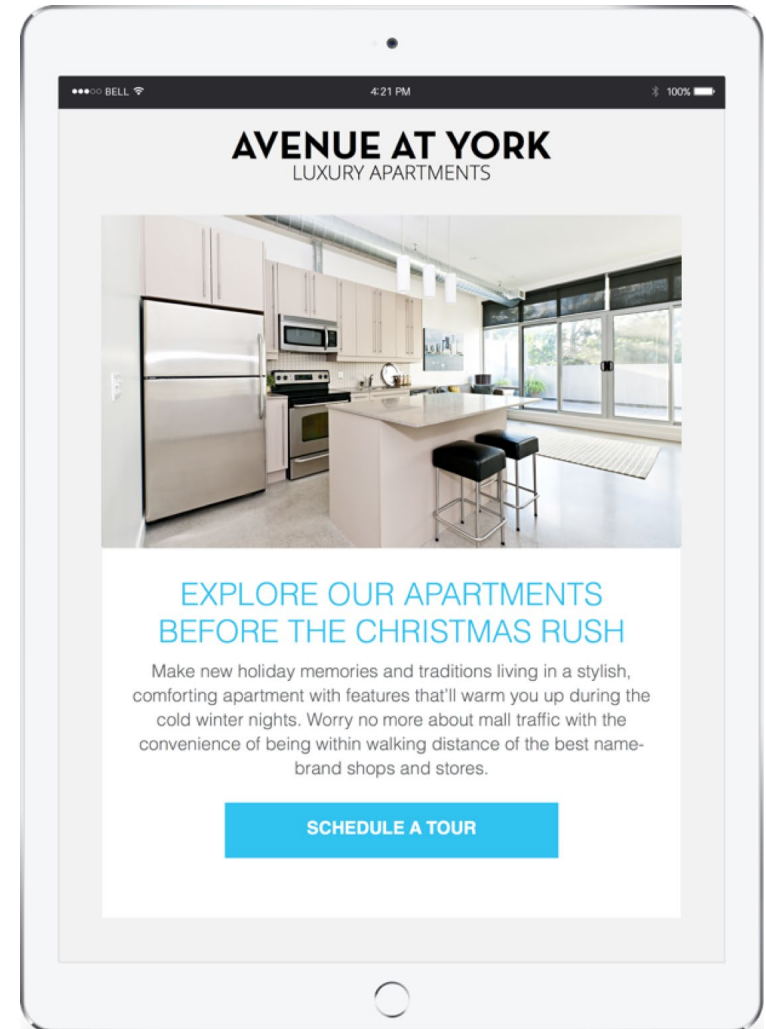 BELL
4:21 PM
100%
AVENUE AT YORK
LUXURY APARTMENTS
EXPLORE OUR APARTMENTS
BEFORE THE CHRISTMAS RUSH
Make new holiday memories and traditions living in a stylish,
comforting apartment with features that'll warm you up during the
cold winter nights. Worry no more about mall traffic with the
convenience of being within walking distance of the best name-
brand shops and stores.
SCHEDULE A TOUR